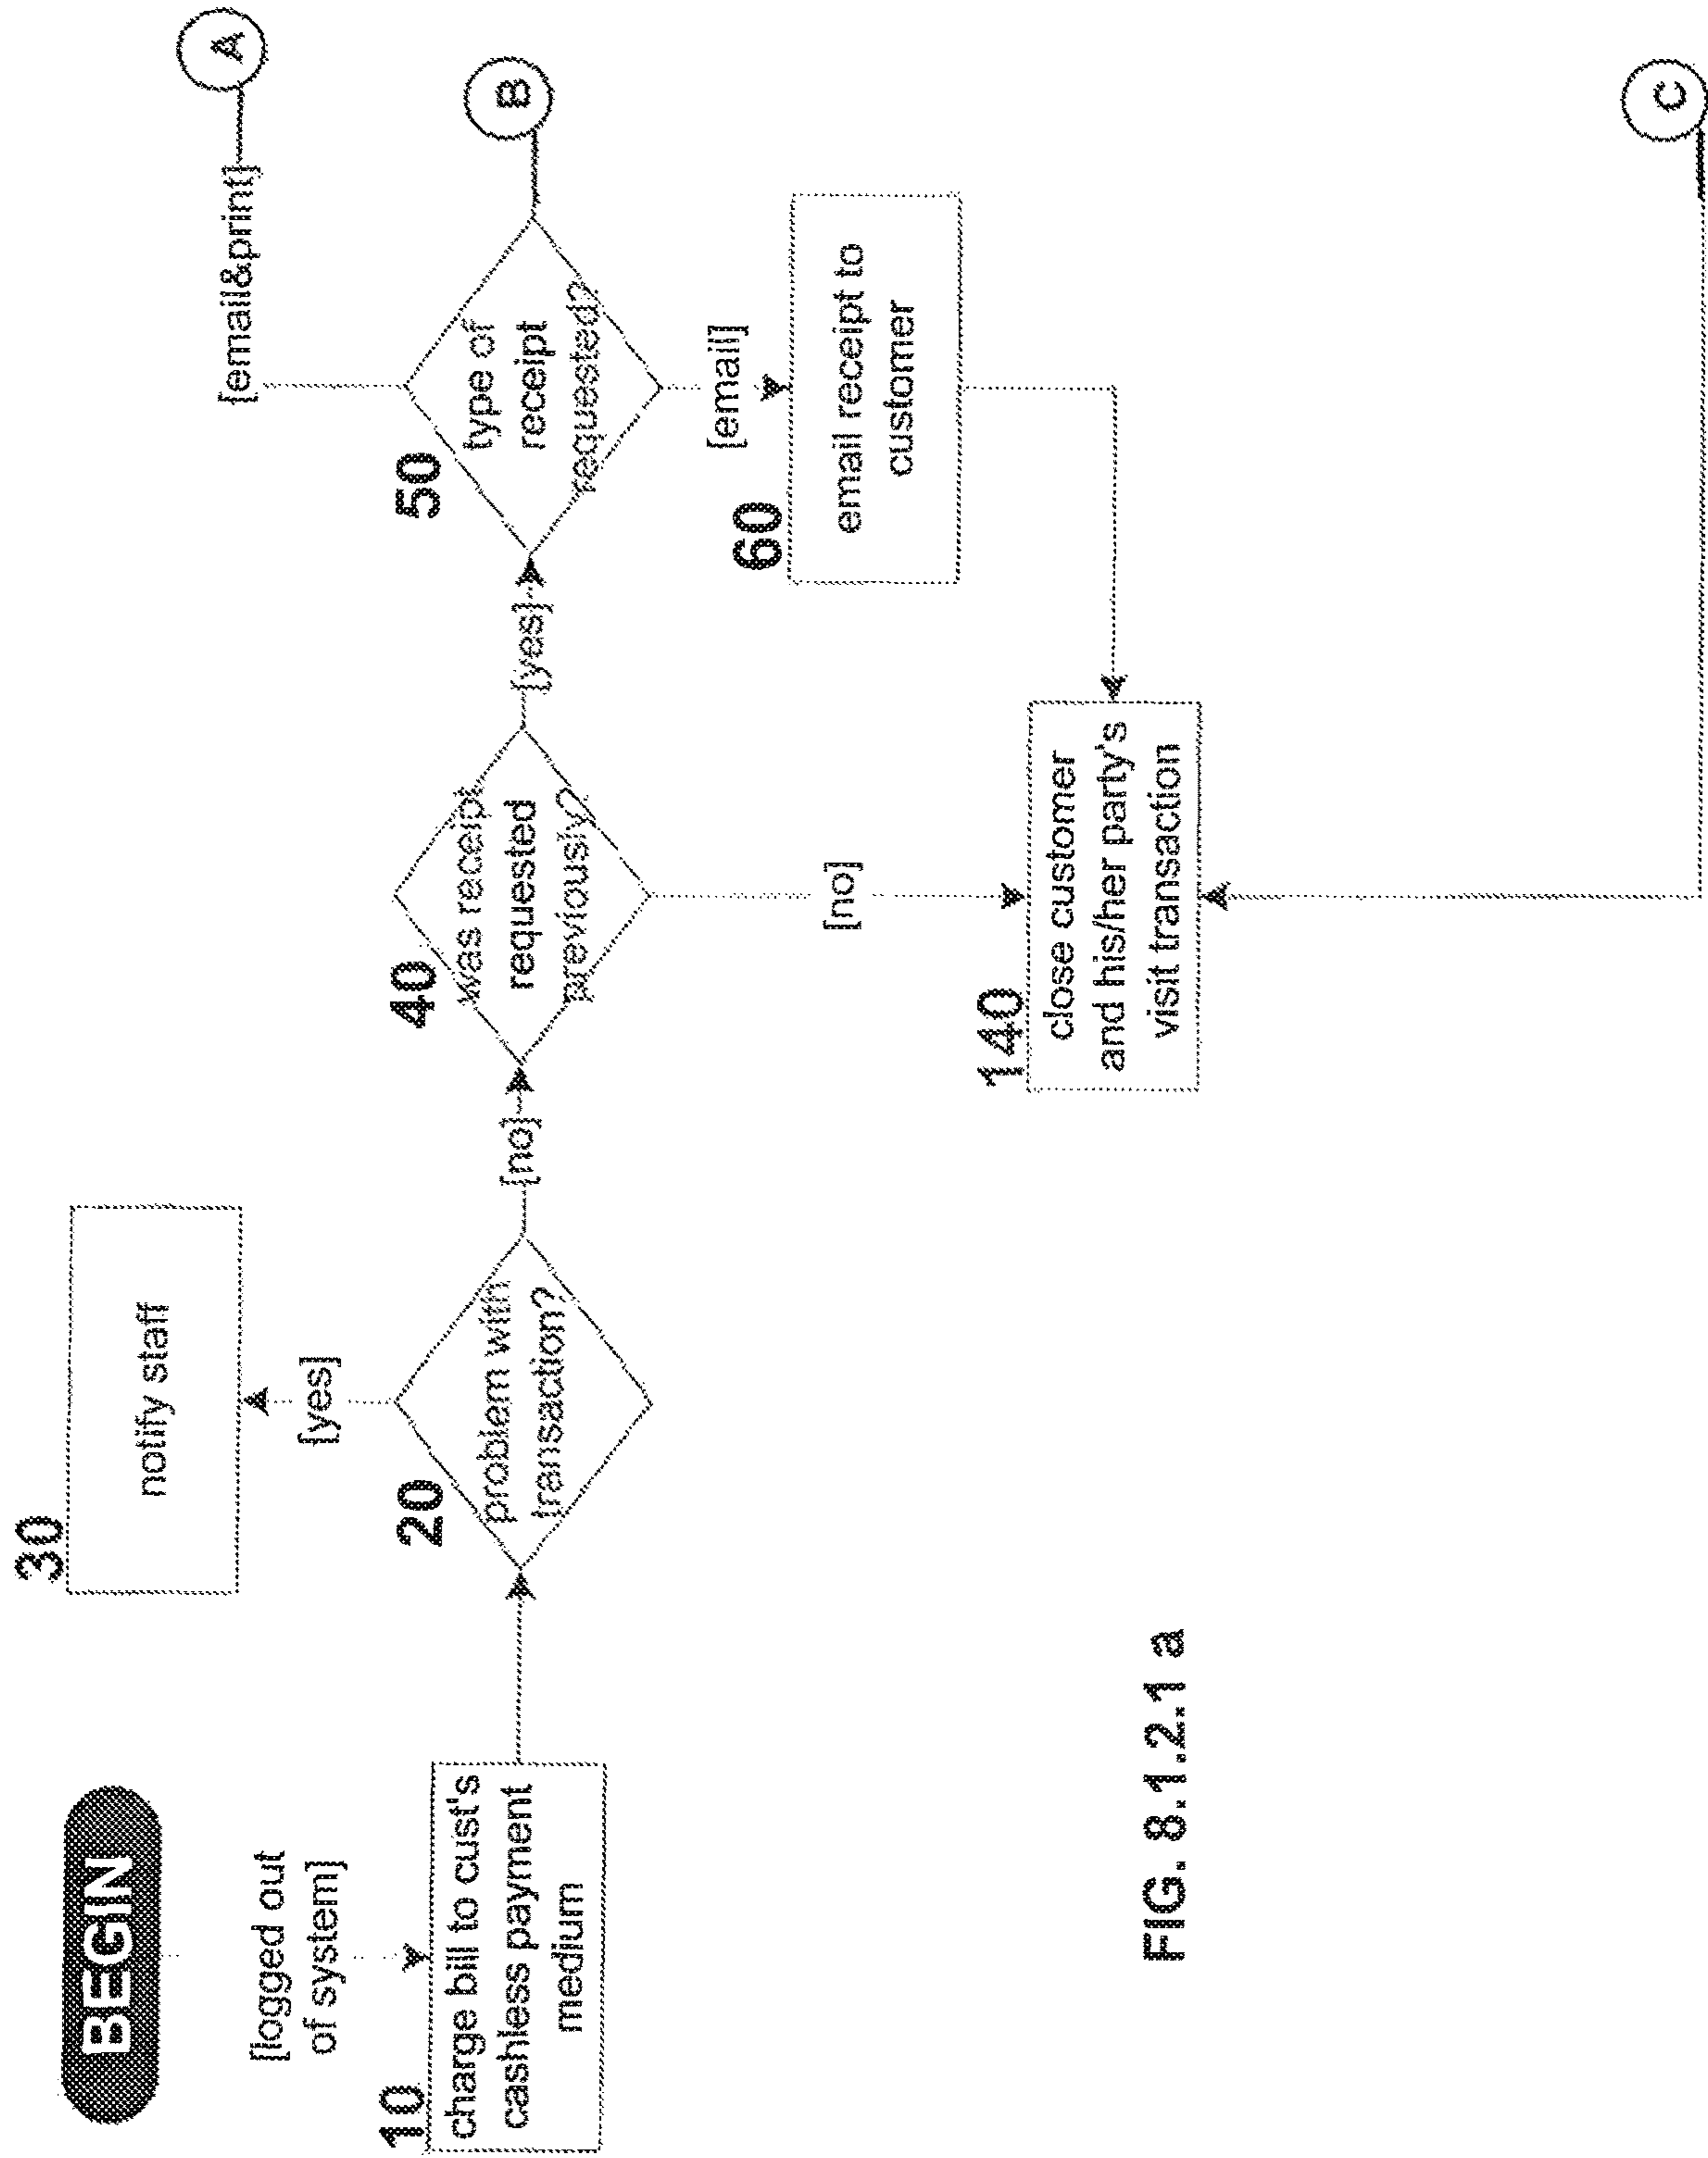 BEGIN
[logged out
of system]
10
charge bill to cust's
cashless payment
medium
20
problem with
transaction?
[yes]
30
notify staff
[no]
40
was receipt
requested
previously?
[yes]
[no]
50
type of
receipt
requested?
[email&print]
A
B
[email]
60
email receipt to
customer
140
close customer
and his/her party's
visit transaction
C
FIG. 8.1.2.1 a